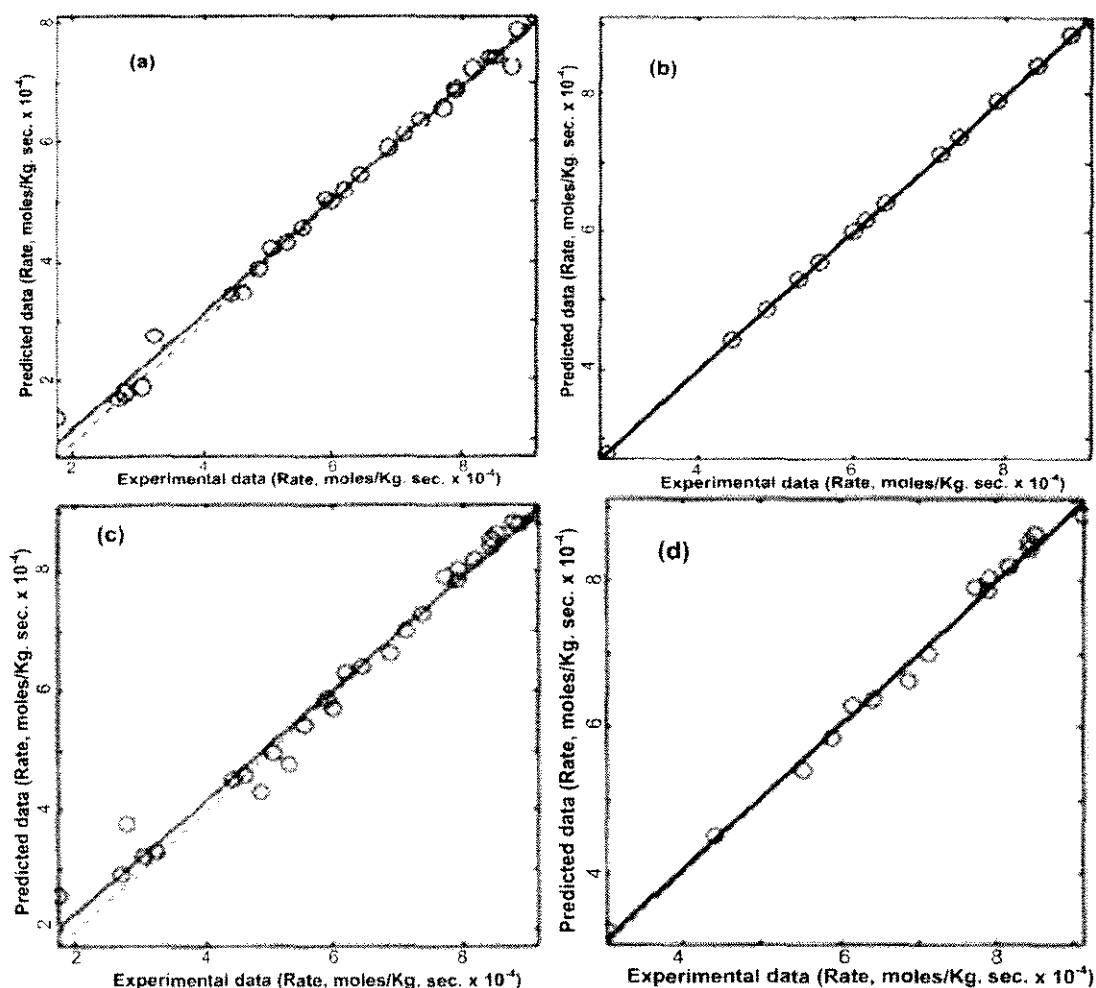 (a)
Predicted data (Rate, moles/Kg. sec. x 10⁻⁴)
8
6
4
2
2 4 6 8
Experimental data (Rate, moles/Kg. sec. x 10⁻⁴)
(b)
Predicted data (Rate, moles/Kg. sec. x 10⁻⁴)
8
6
4
4 6 8
Experimental data (Rate, moles/Kg. sec. x 10⁻⁴)
(c)
Predicted data (Rate, moles/Kg. sec. x 10⁻⁴)
8
6
4
2
2 4 6 8
Experimental data (Rate, moles/Kg. sec. x 10⁻⁴)
(d)
Predicted data (Rate, moles/Kg. sec. x 10⁻⁴)
8
6
4
4 6 8
Experimental data (Rate, moles/Kg. sec. x 10⁻⁴)